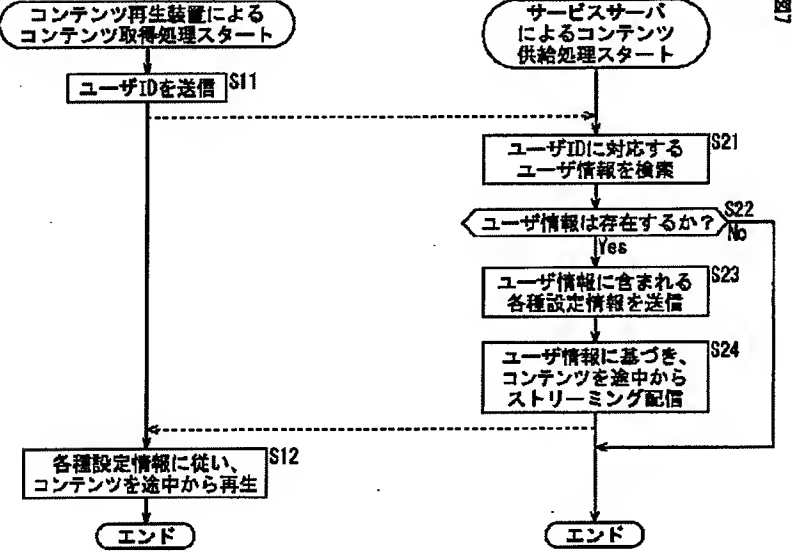 図7
コンテンツ再生装置による
コンテンツ取得処理スタート
ユーザIDを送信
S11
各種設定情報に従い、
コンテンツを途中から再生
S12
エンド
サービスサーバ
によるコンテンツ
供給処理スタート
ユーザIDに対応する
ユーザ情報を検索
S21
ユーザ情報は存在するか?
S22
No
Yes
ユーザ情報に含まれる
各種設定情報を送信
S23
ユーザ情報に基づき、
コンテンツを途中から
ストリーミング配信
S24
エンド